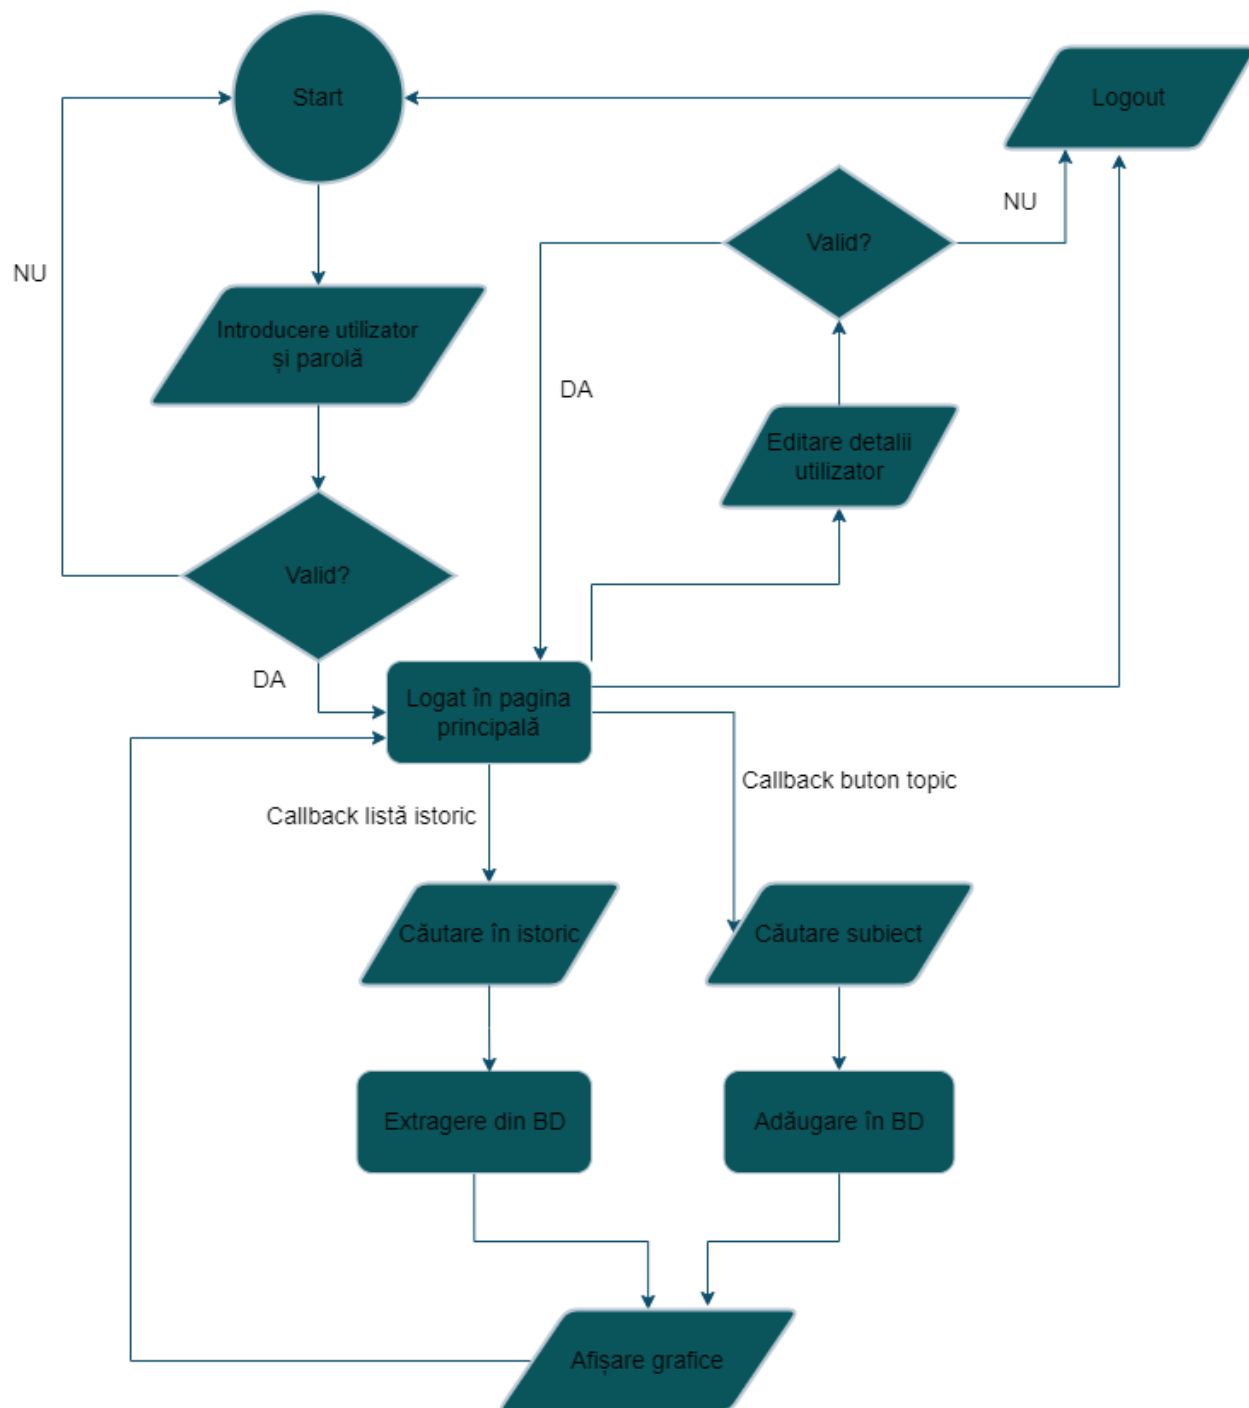 Start
Logout
NU
Valid?
NU
Introducere utilizator
și parolă
DA
Editare detalii
utilizator
Valid?
DA
Logat în pagina
principală
Callback buton topic
Callback listă istoric
Căutare în istoric
Căutare subiect
Extragere din BD
Adăugare în BD
Afișare grafice